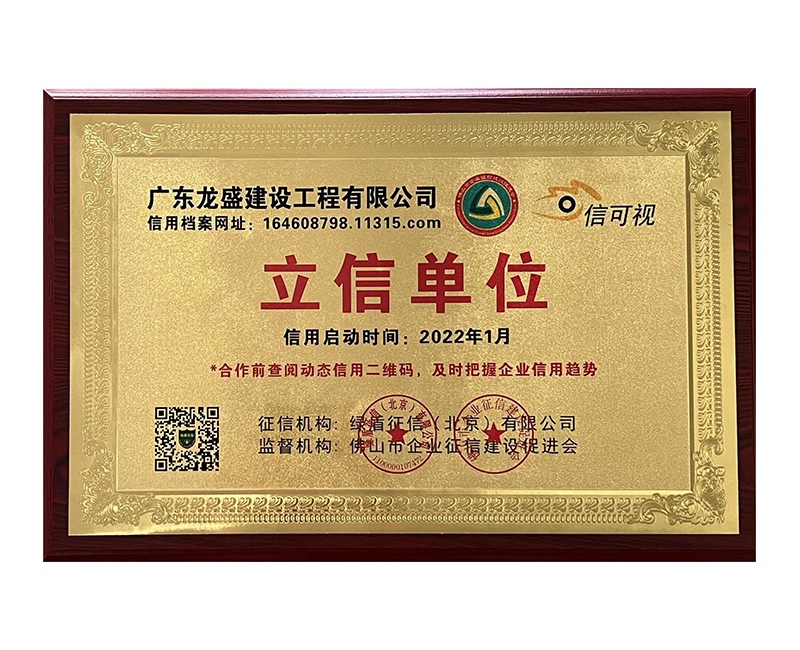 广东龙盛建设工程有限公司
信用档案网址：164608798.11315.com
信可视
立信单位
信用启动时间：2022年1月
*合作前查阅动态信用二维码，及时把握企业信用趋势
征信机构：绿盾征信（北京）有限公司
监督机构：佛山市企业征信建设促进会